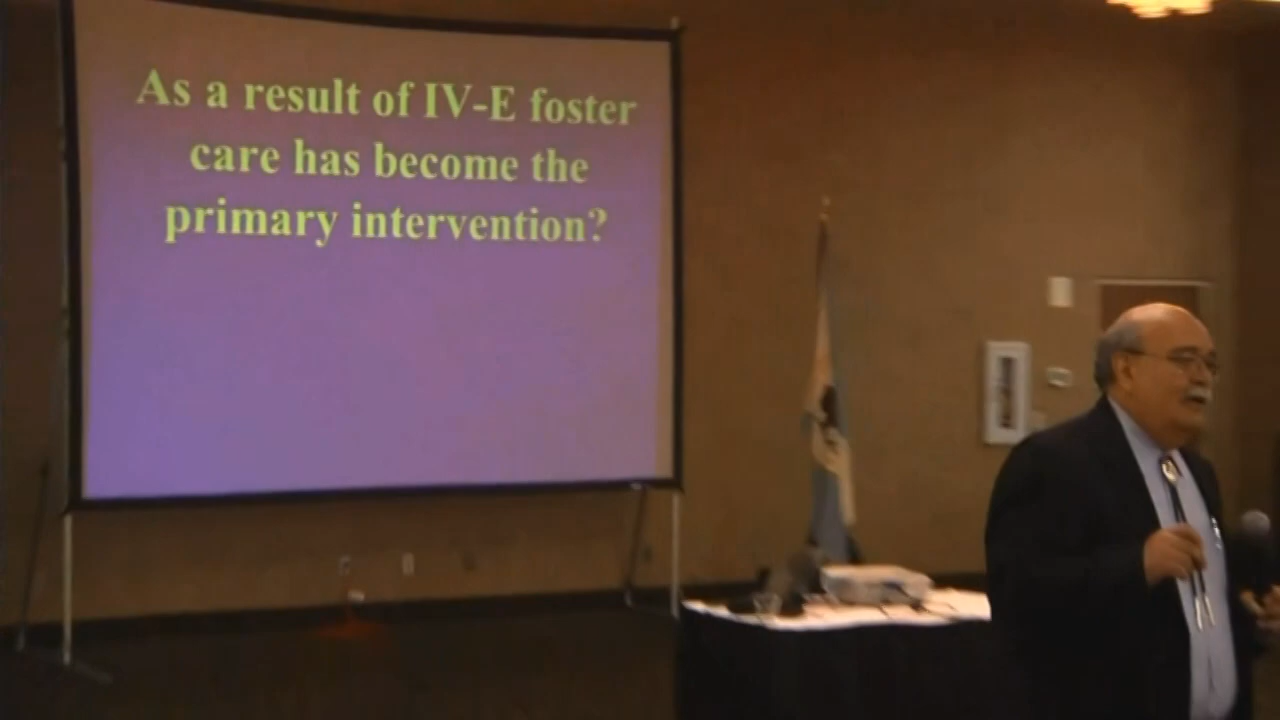 As a result of IV-E foster
care has become the
primary intervention?